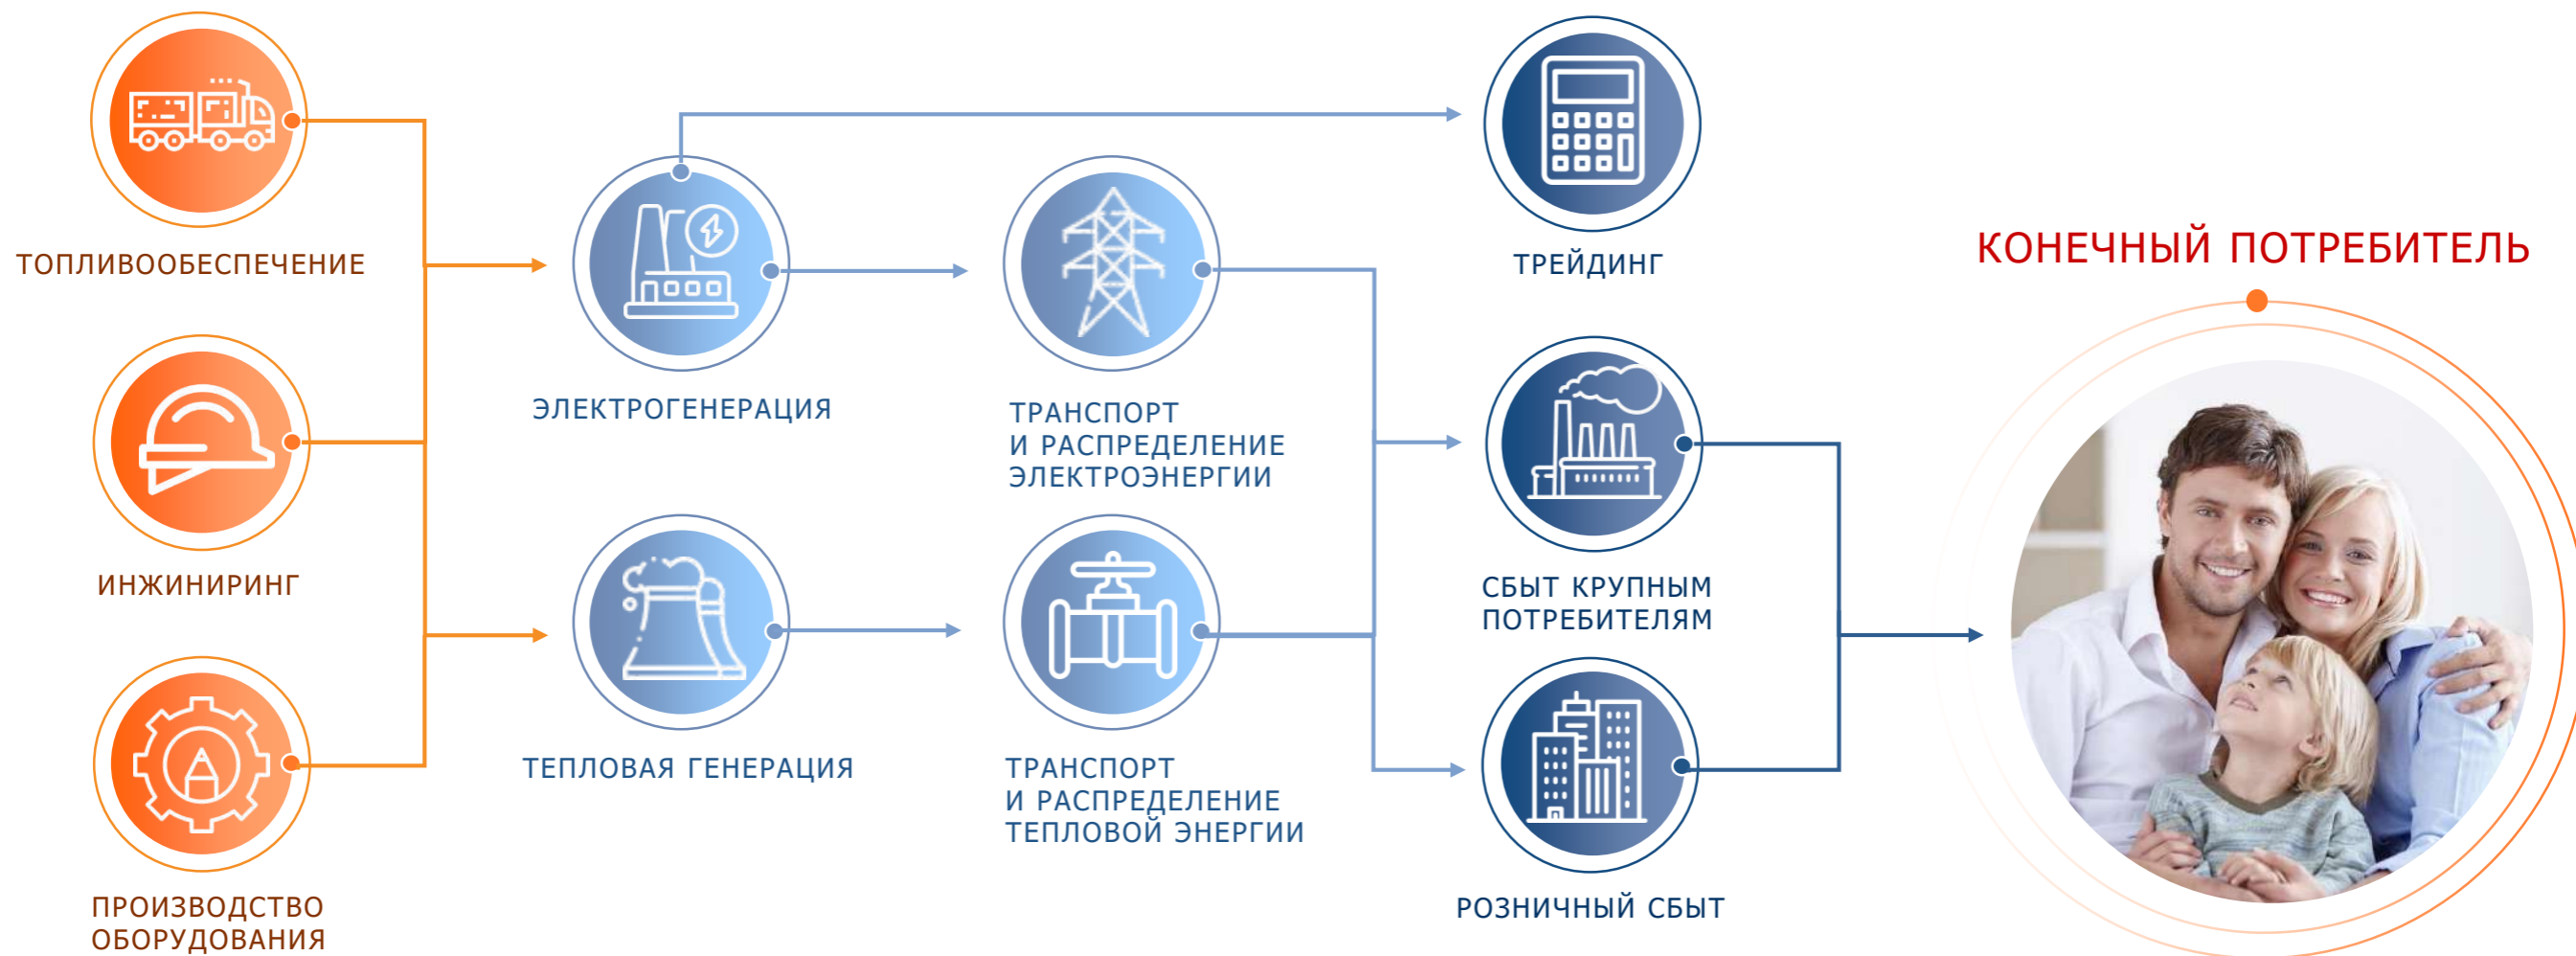 ТОПЛИВООБЕСПЕЧЕНИЕ
ИНЖИНИРИНГ
ПРОИЗВОДСТВО
ОБОРУДОВАНИЯ
ЭЛЕКТРОГЕНЕРАЦИЯ
ТЕПЛОВАЯ ГЕНЕРАЦИЯ
ТРАНСПОРТ
И РАСПРЕДЕЛЕНИЕ
ЭЛЕКТРОЭНЕРГИИ
ТРАНСПОРТ
И РАСПРЕДЕЛЕНИЕ
ТЕПЛОВОЙ ЭНЕРГИИ
ТРЕЙДИНГ
СБЫТ КРУПНЫМ
ПОТРЕБИТЕЛЯМ
РОЗНИЧНЫЙ СБЫТ
КОНЕЧНЫЙ ПОТРЕБИТЕЛЬ